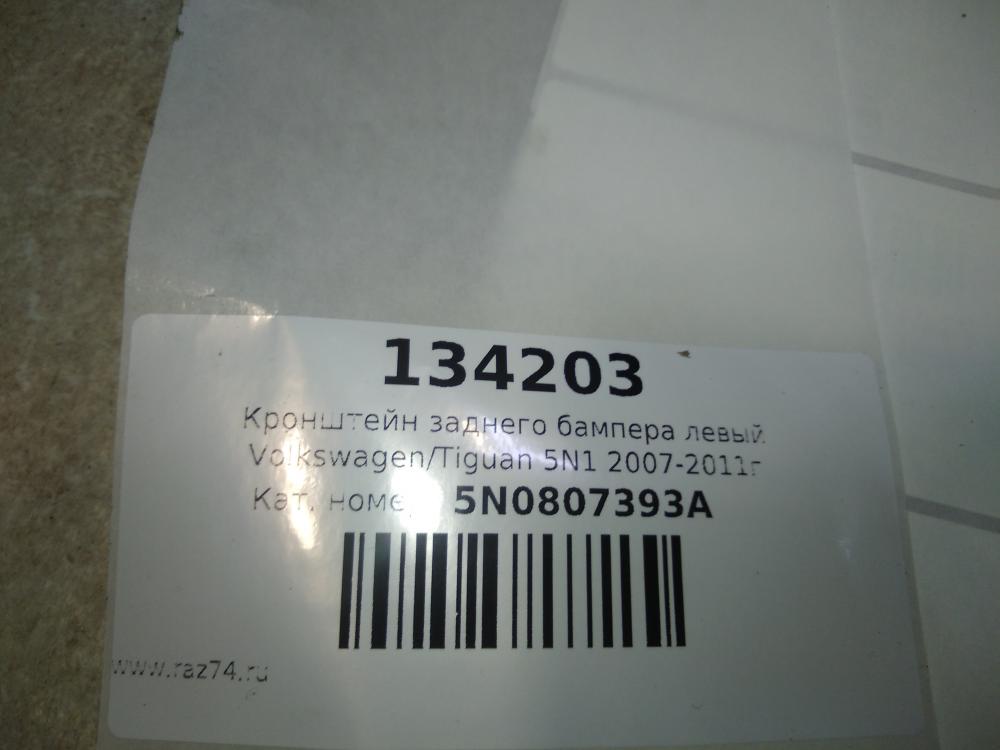 134203
Кронштейн заднего бампера левый
Volkswagen/Tiguan 5N1 2007-2011г
Кат. номер 5N0807393A
www.raz74.ru